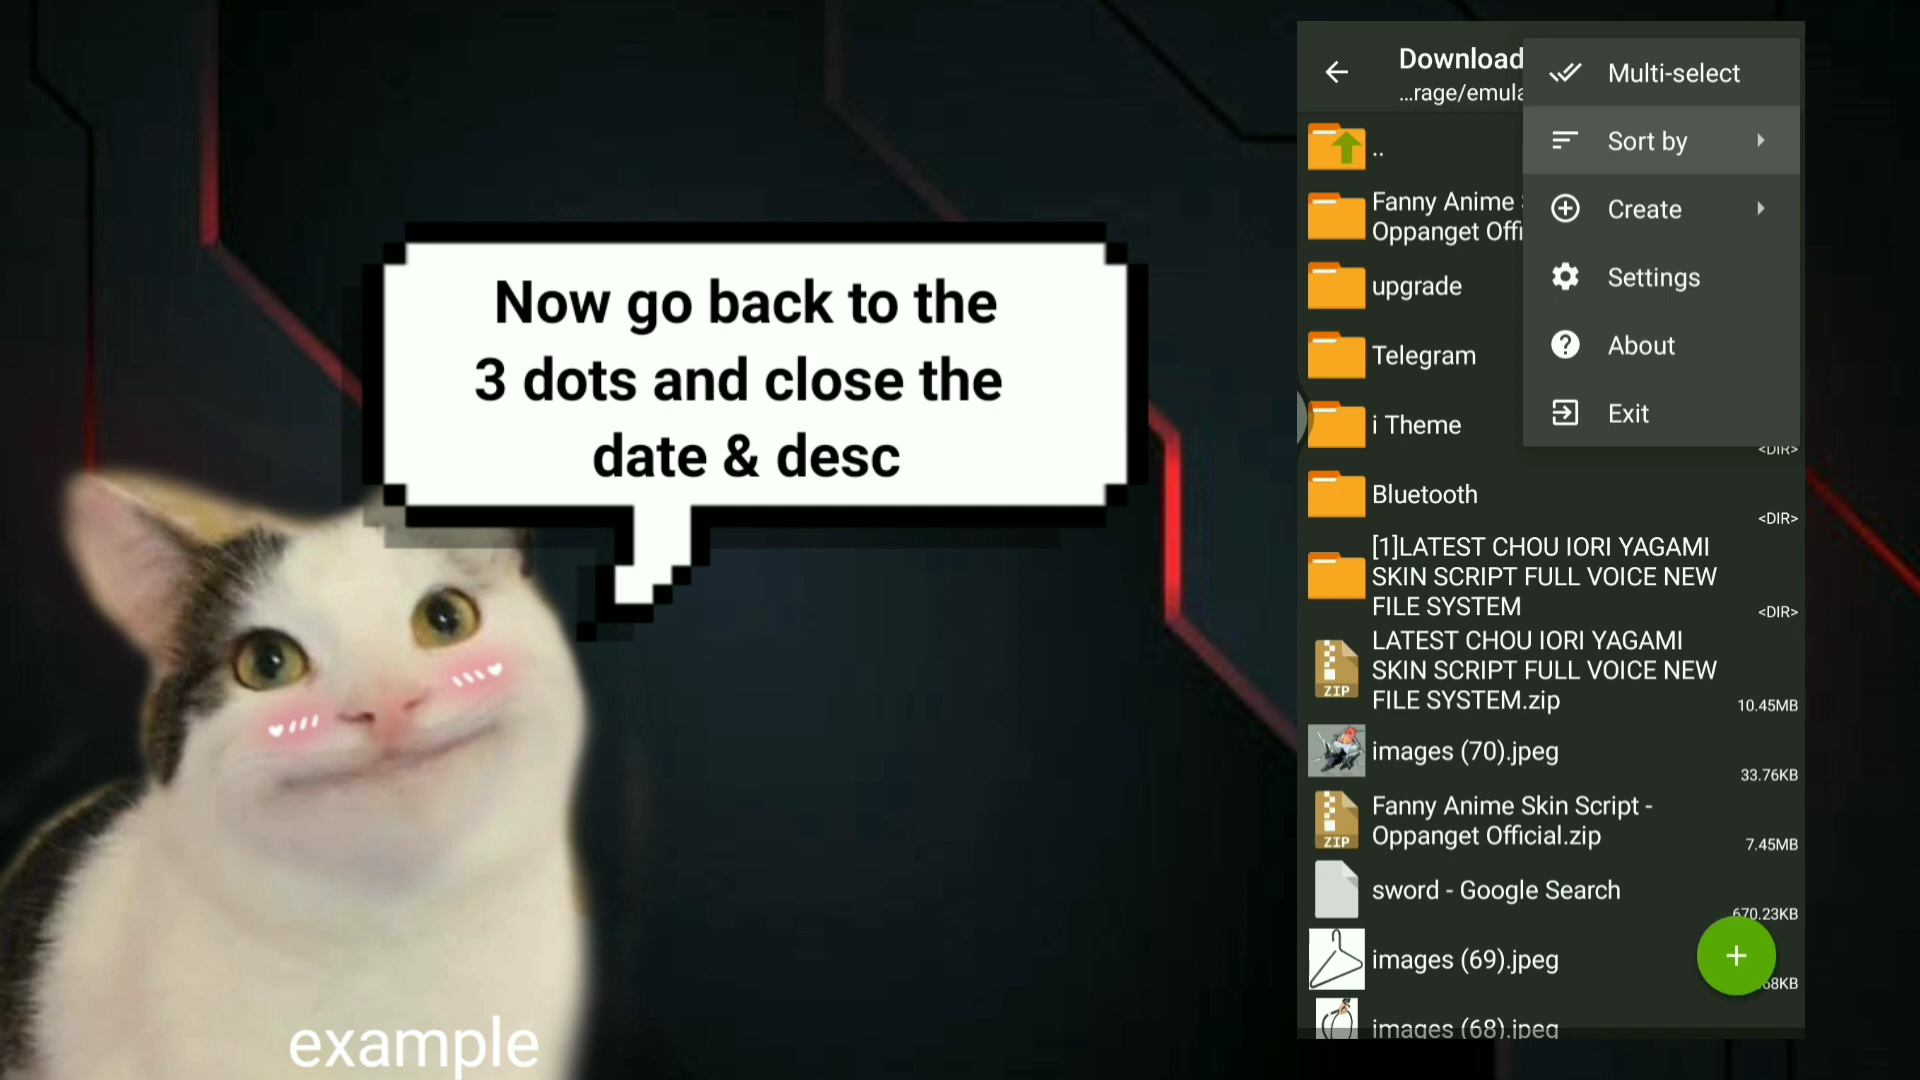 Now go back to the
3 dots and close the
date & desc
example
Download
...rage/emula
Multi-select
Sort by
Create
Settings
About
Exit
..
Fanny Anime
Oppanget Offi
upgrade
Telegram
i Theme
<DIR>
Bluetooth
<DIR>
[1]LATEST CHOU IORI YAGAMI
SKIN SCRIPT FULL VOICE NEW
FILE SYSTEM
<DIR>
LATEST CHOU IORI YAGAMI
SKIN SCRIPT FULL VOICE NEW
FILE SYSTEM.zip
ZIP
10.45MB
images (70).jpeg
33.76KB
Fanny Anime Skin Script -
Oppanget Official.zip
ZIP
7.45MB
sword - Google Search
670.23KB
images (69).jpeg
68KB
images (68).jpeg